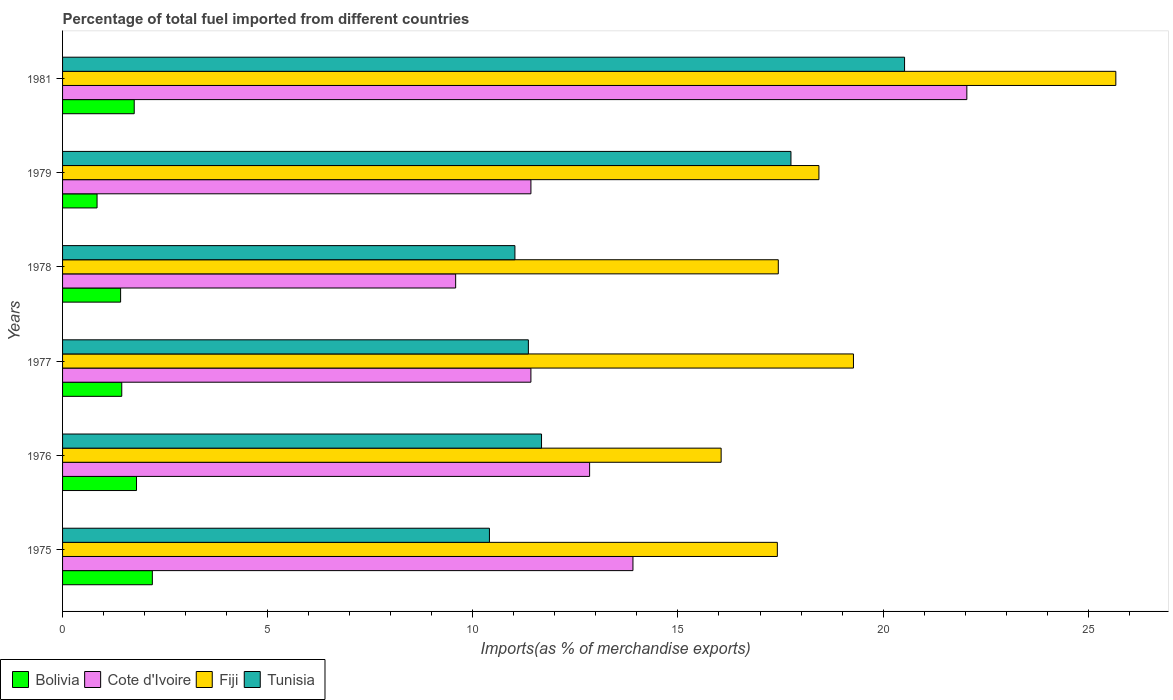 Percentage of total fuel imported from different countries
1981
1979
1978
1977
1976
1975
Years
0
5
10
15
20
25
Imports(as % of merchandise exports)
Bolivia
Cote d'Ivoire
Fiji
Tunisia